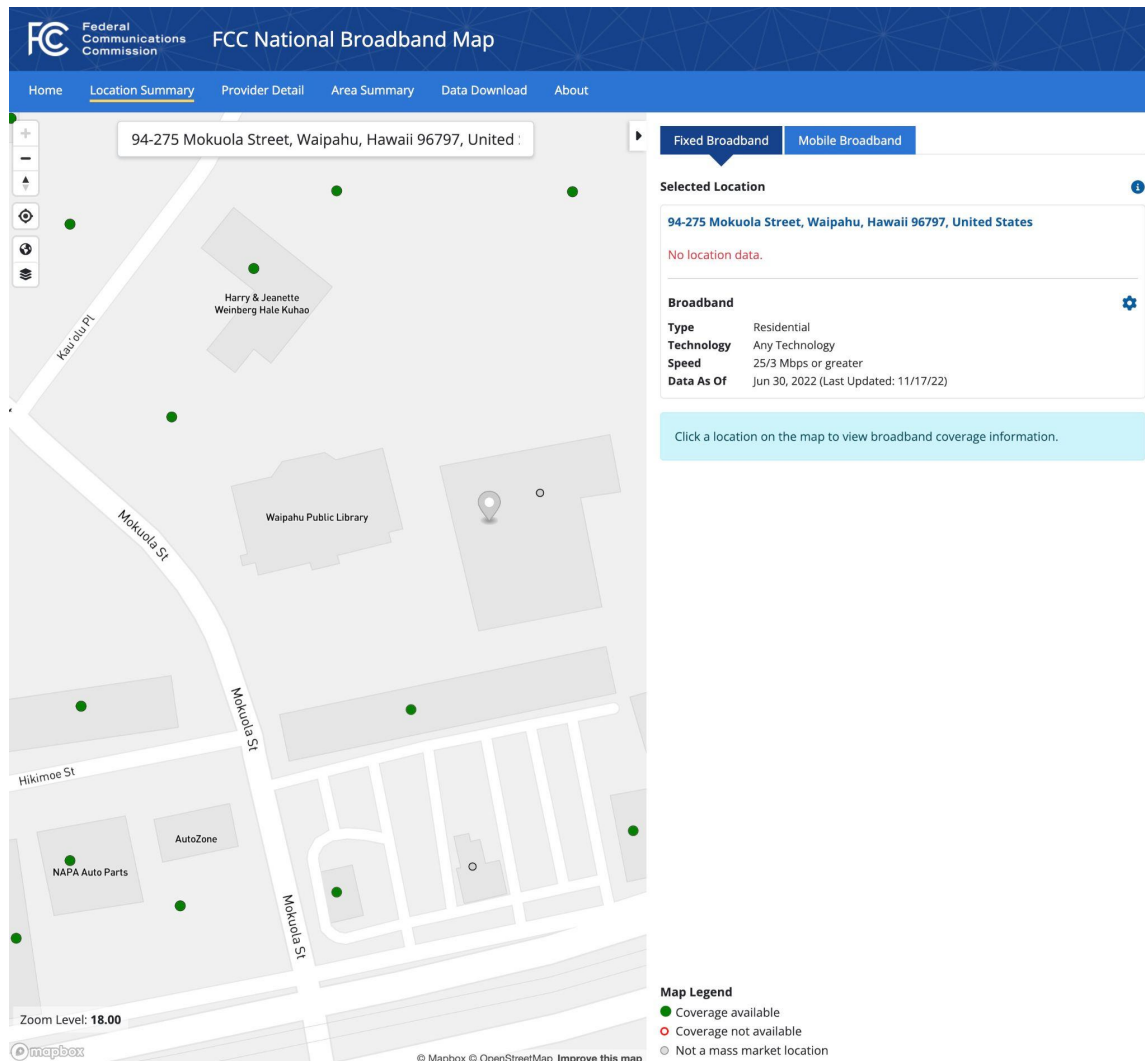 FCC
Federal
Communications
Commission
FCC National Broadband Map
Home Location Summary Provider Detail Area Summary Data Download About
94-275 Mokuola Street, Waipahu, Hawaii 96797, United
Harry & Jeanette
Weinberg Hale Kuhao
Kau'olu Pl
Mokuola St
Waipahu Public Library
Mokuola St
Hikimoe St
AutoZone
NAPA Auto Parts
Mokuola St
Zoom Level: 18.00
mapbox
© Mapbox © OpenStreetMap Improve this map
Fixed Broadband Mobile Broadband
Selected Location
94-275 Mokuola Street, Waipahu, Hawaii 96797, United States
No location data.
Broadband
Type Residential
Technology Any Technology
Speed 25/3 Mbps or greater
Data As Of Jun 30, 2022 (Last Updated: 11/17/22)
Click a location on the map to view broadband coverage information.
Map Legend
Coverage available
Coverage not available
Not a mass market location